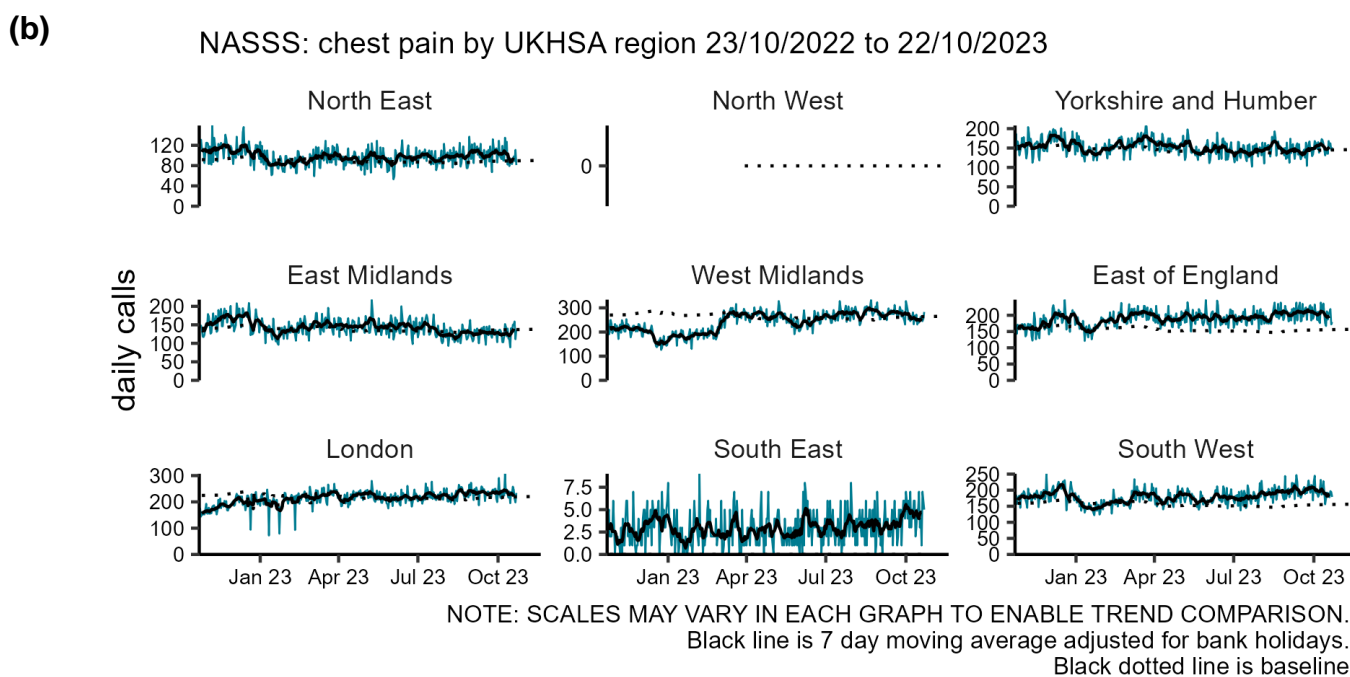 (b)
NASSS: chest pain by UKHSA region 23/10/2022 to 22/10/2023
North East
120
80
40
0
North West
0
Yorkshire and Humber
200
150
100
50
0
daily calls
East Midlands
200
150
100
50
0
West Midlands
300
200
100
0
East of England
200
150
100
50
0
London
300
200
100
0
Jan 23 Apr 23 Jul 23 Oct 23
South East
7.5
5.0
2.5
0.0
Jan 23 Apr 23 Jul 23 Oct 23
South West
250
200
150
100
50
0
Jan 23 Apr 23 Jul 23 Oct 23
NOTE: SCALES MAY VARY IN EACH GRAPH TO ENABLE TREND COMPARISON.
Black line is 7 day moving average adjusted for bank holidays.
Black dotted line is baseline